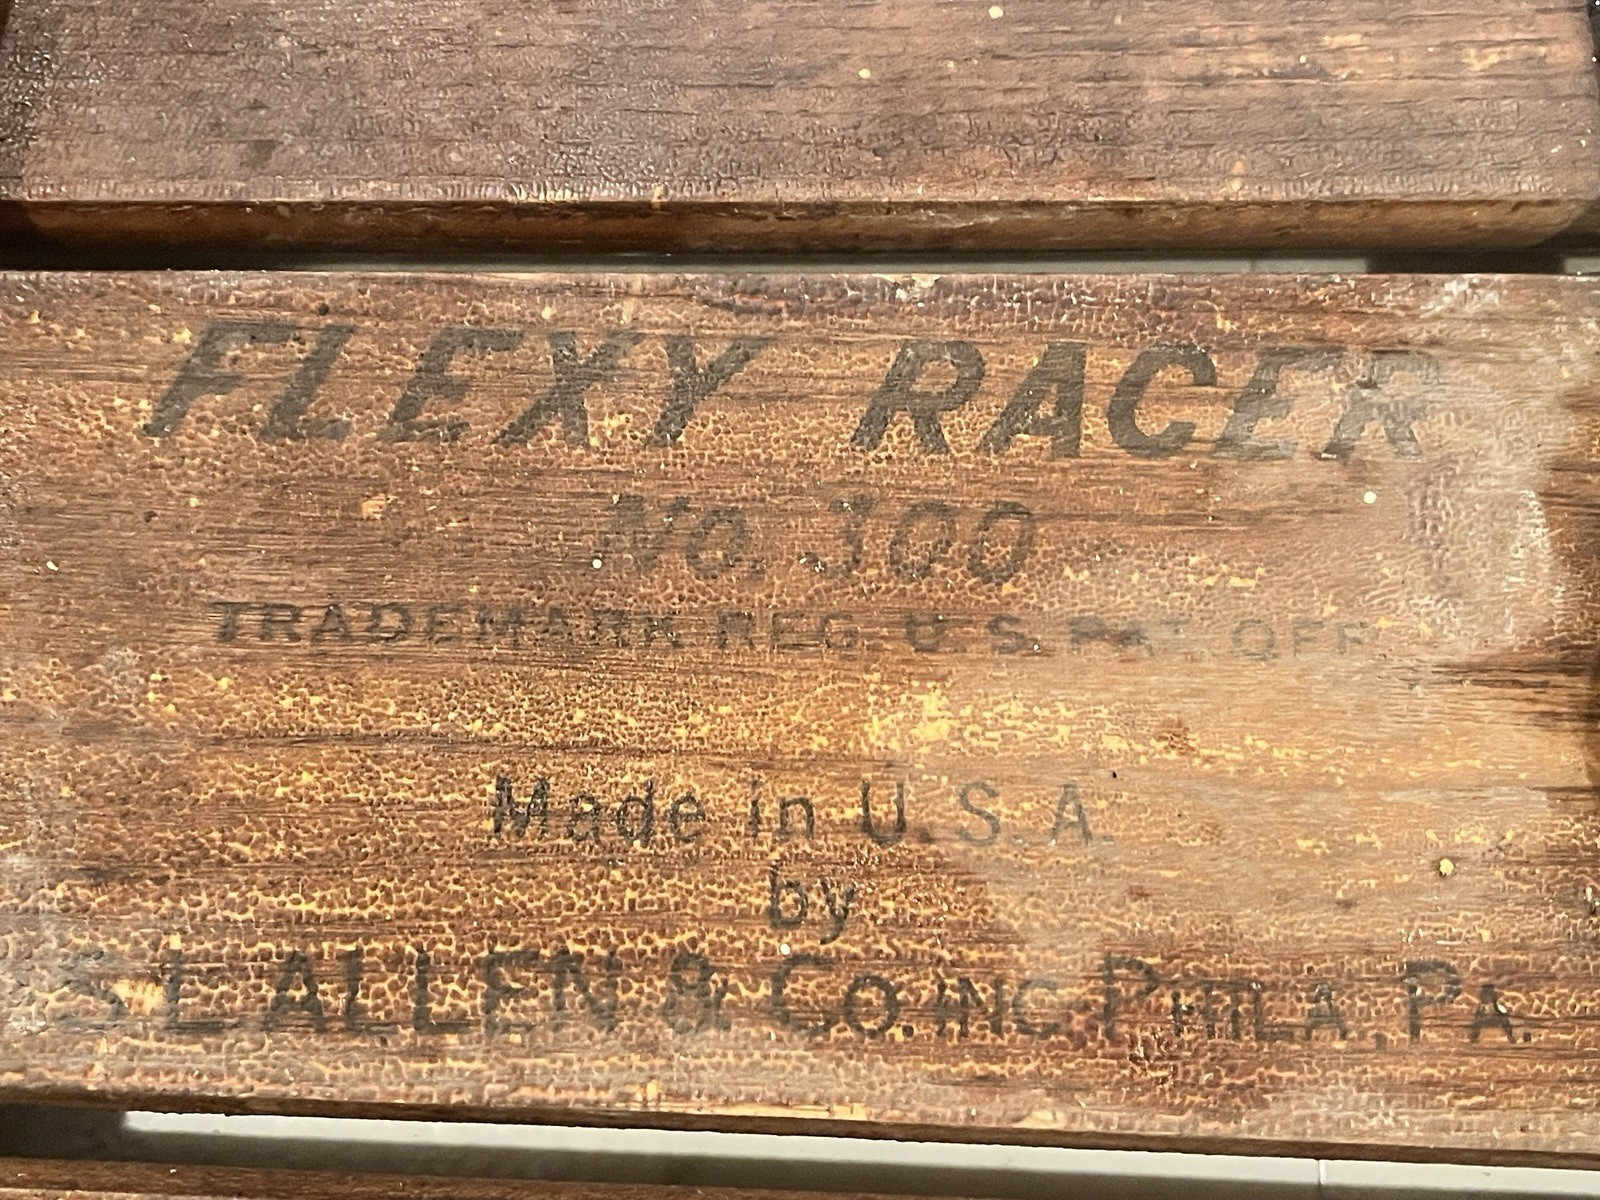 FLEXY RACER
No. 300
TRADEMARK REG. U.S. PAT. OFF.
Made in U.S.A.
by
S L ALLEN & CO. INC PHILA., PA.